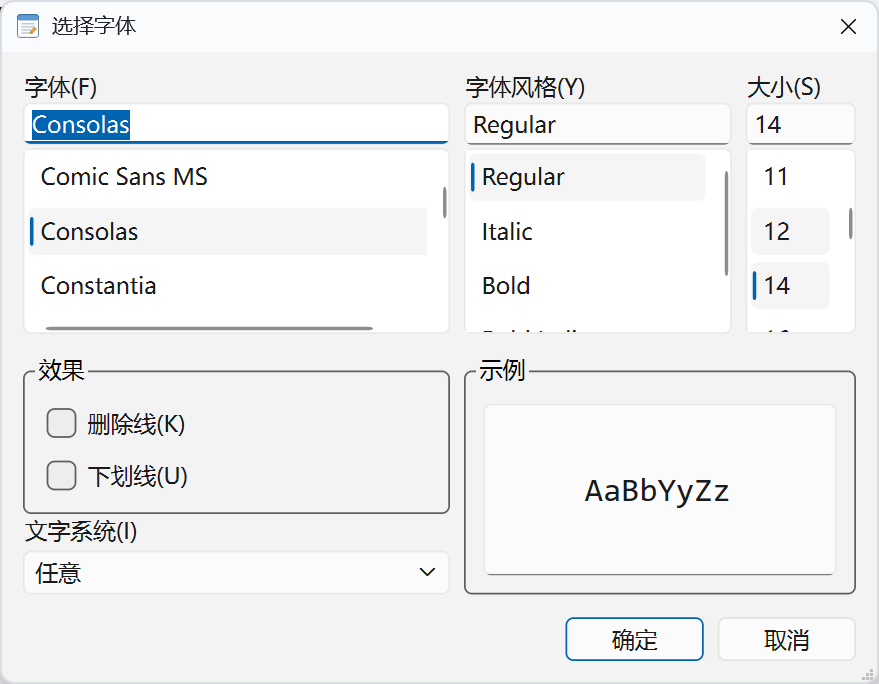 选择字体
字体(F)
字体风格(Y)
大小(S)
Consolas
Regular
14
Comic Sans MS
Consolas
Constantia
Regular
Italic
Bold
11
12
14
效果
删除线(K)
下划线(U)
文字系统(I)
任意
示例
AaBbYyZz
确定
取消